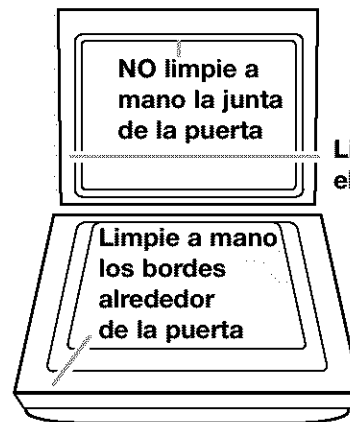 NO limpie a
mano la junta
de la puerta
Limpie a mano
los bordes
alrededor
de la puerta